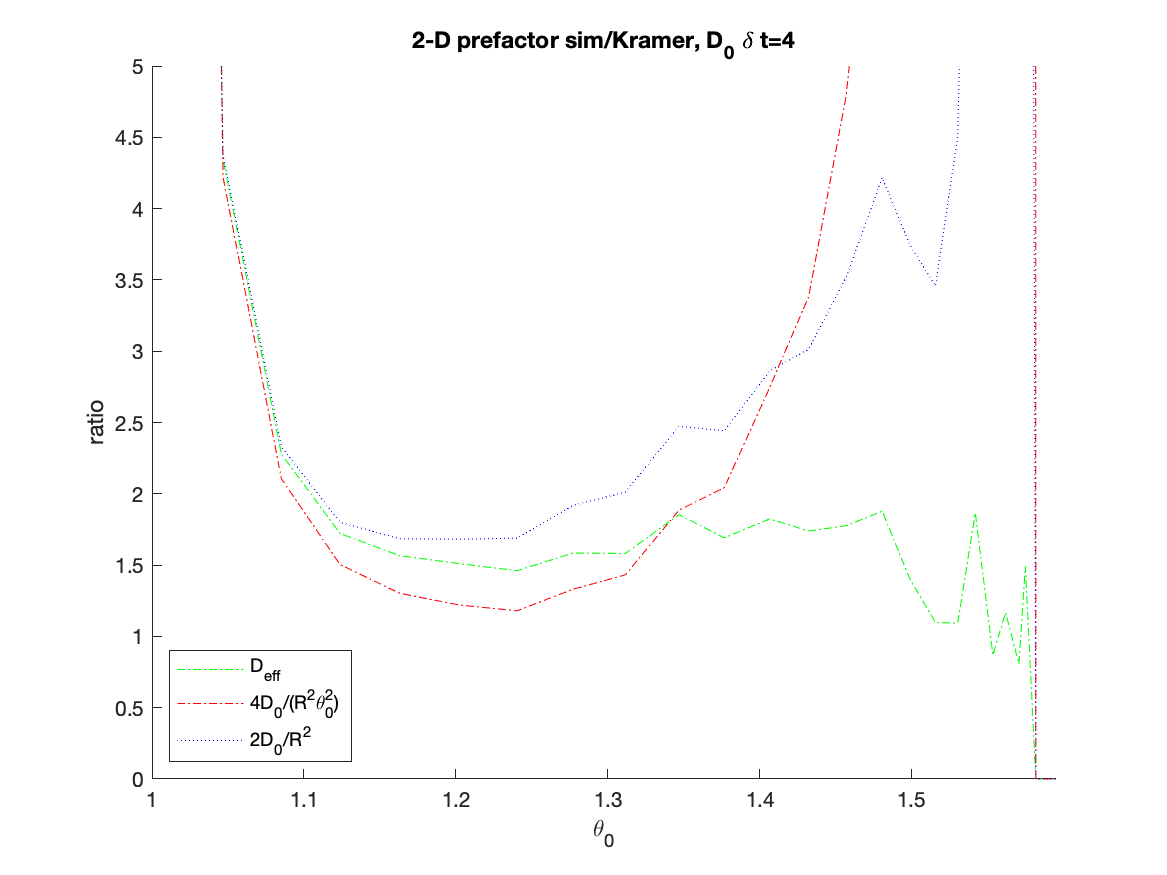 2-D prefactor sim/Kramer, D₀ δ t=4
5
4.5
4
3.5
3
2.5
2
1.5
1
0.5
0
ratio
D_eff
4D₀/(R²θ₀²)
2D₀/R²
1 1.1 1.2 1.3 1.4 1.5
θ₀